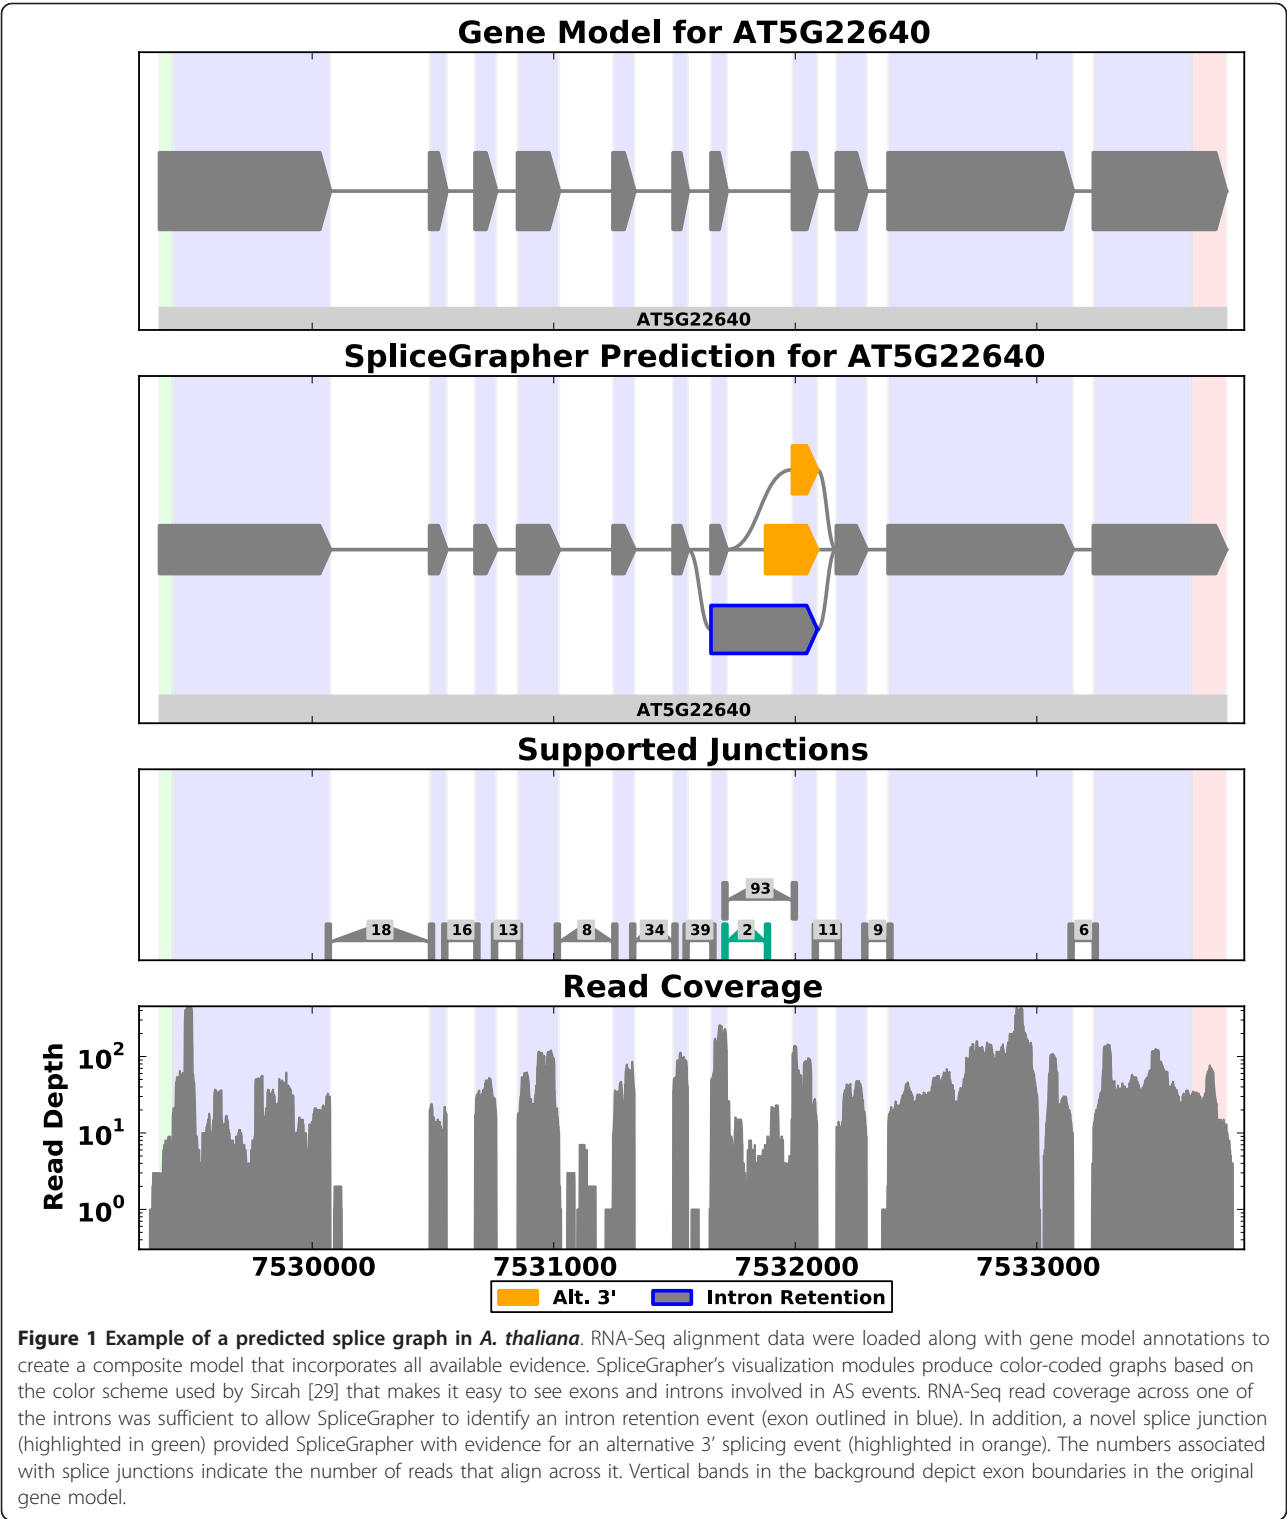 Gene Model for AT5G22640
AT5G22640
SpliceGrapher Prediction for AT5G22640
AT5G22640
Supported Junctions
93
18 16 13 8 34 39 2 11 9 6
Read Coverage
Read Depth
10²
10¹
10⁰
7530000 7531000 7532000 7533000
Alt. 3' Intron Retention
Figure 1 Example of a predicted splice graph in A. thaliana. RNA-Seq alignment data were loaded along with gene model annotations to
create a composite model that incorporates all available evidence. SpliceGrapher's visualization modules produce color-coded graphs based on
the color scheme used by Sircah [29] that makes it easy to see exons and introns involved in AS events. RNA-Seq read coverage across one of
the introns was sufficient to allow SpliceGrapher to identify an intron retention event (exon outlined in blue). In addition, a novel splice junction
(highlighted in green) provided SpliceGrapher with evidence for an alternative 3' splicing event (highlighted in orange). The numbers associated
with splice junctions indicate the number of reads that align across it. Vertical bands in the background depict exon boundaries in the original
gene model.